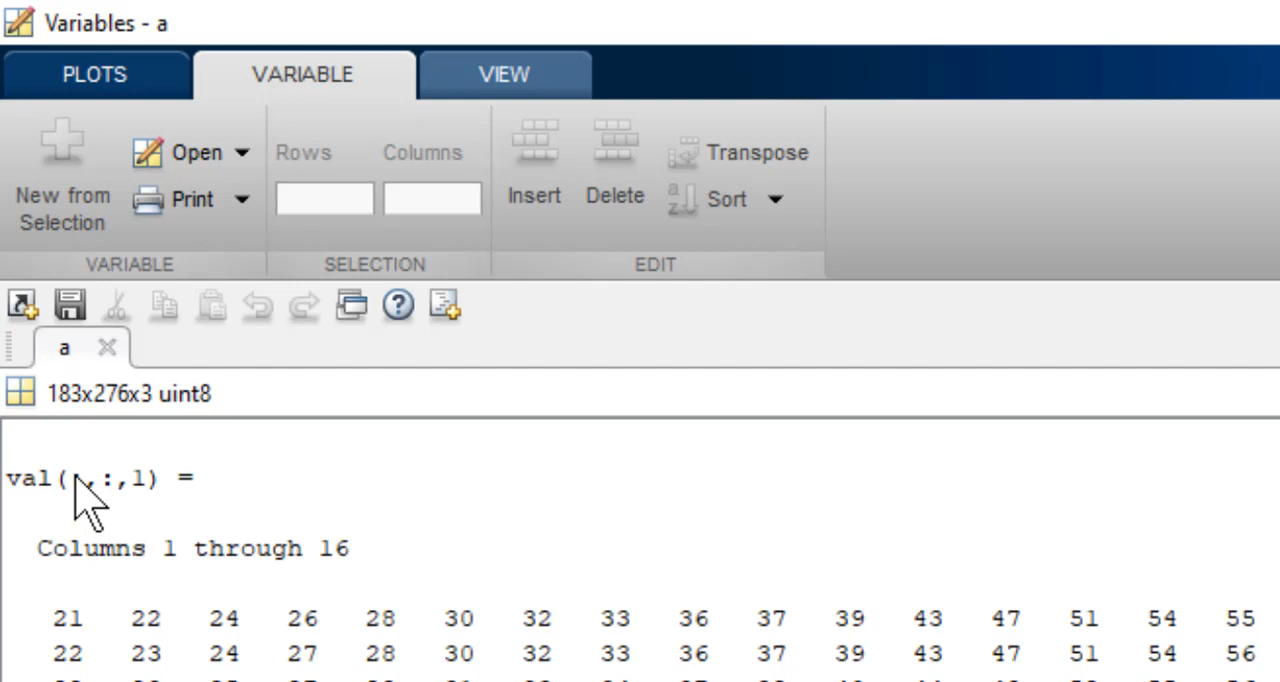 Variables - a
PLOTS VARIABLE VIEW
New from Selection Open Print Rows Columns Insert Delete Transpose Sort
VARIABLE SELECTION EDIT
a
183x276x3 uint8
val(:,:,1) =
Columns 1 through 16
21 22 24 26 28 30 32 33 36 37 39 43 47 51 54 55
22 23 24 27 28 30 32 33 36 37 39 43 47 51 54 56